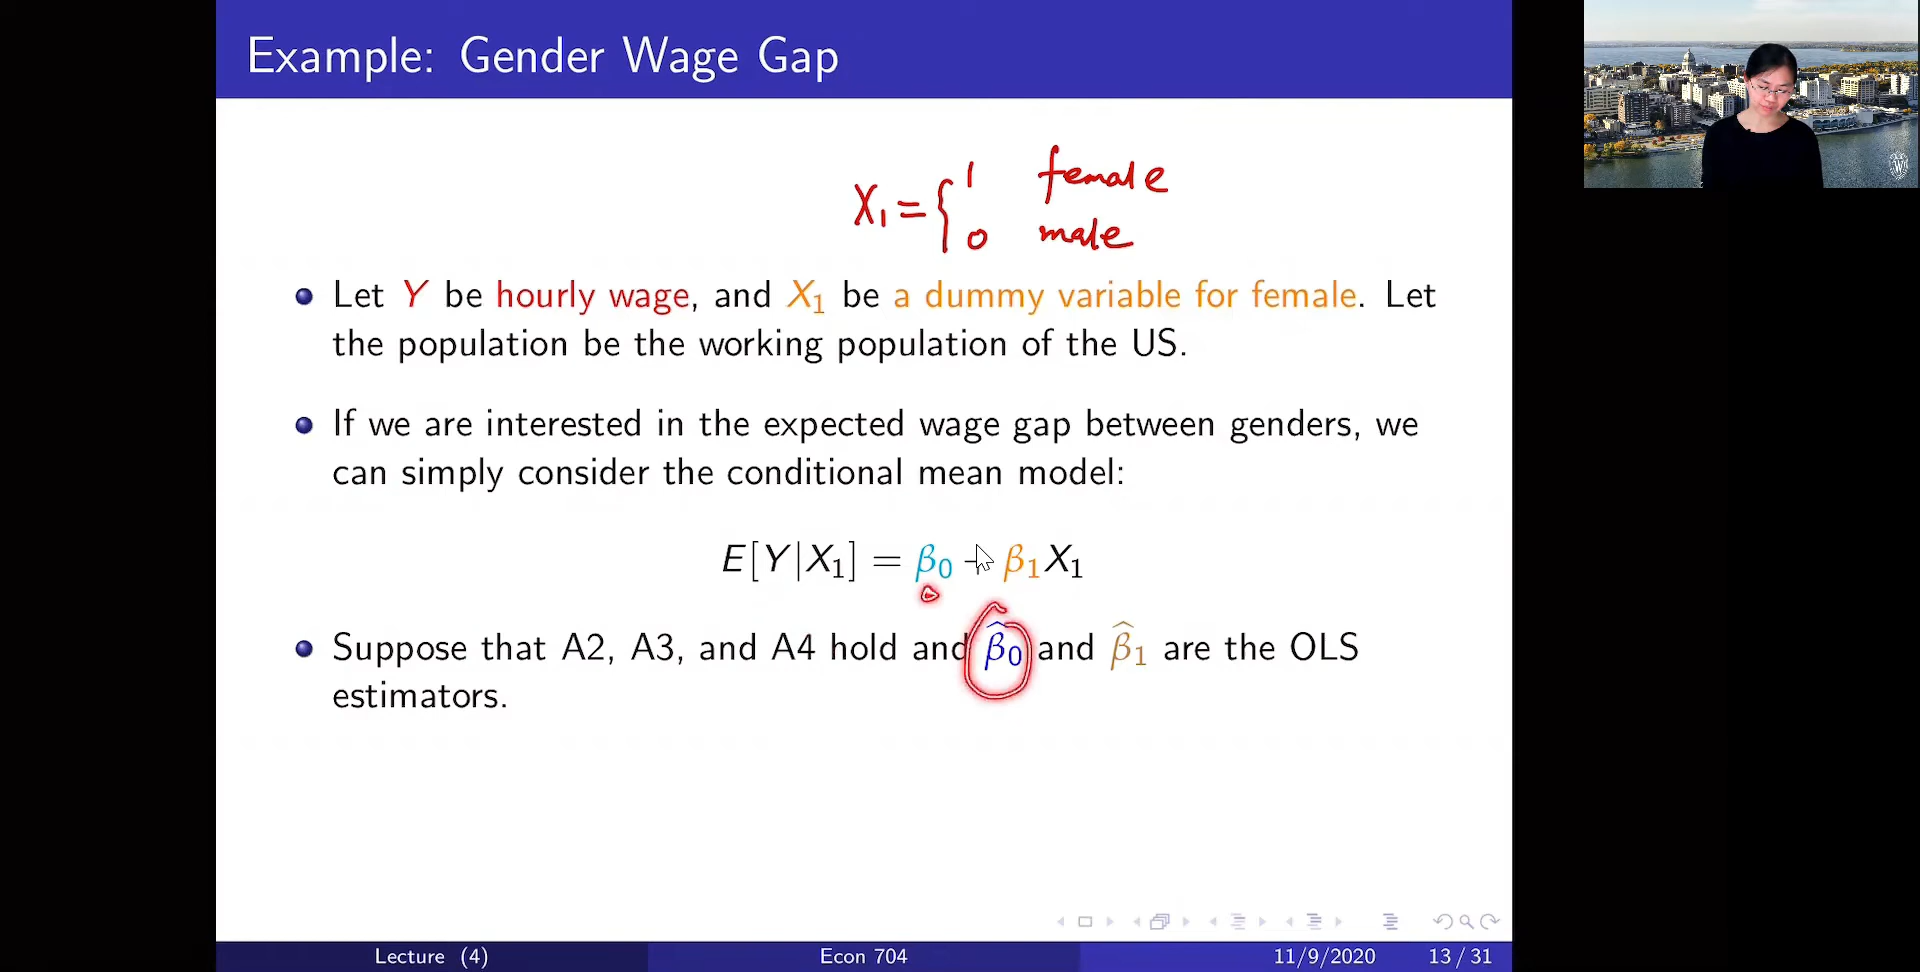 Example: Gender Wage Gap
X₁ = { 1 female
0 male
Let Y be hourly wage, and X₁ be a dummy variable for female. Let
the population be the working population of the US.
If we are interested in the expected wage gap between genders, we
can simply consider the conditional mean model:
E[Y|X₁] = β₀ + β₁X₁
Suppose that A2, A3, and A4 hold and β̂₀ and β̂₁ are the OLS
estimators.
Lecture (4) Econ 704 11/9/2020 13 / 31
W